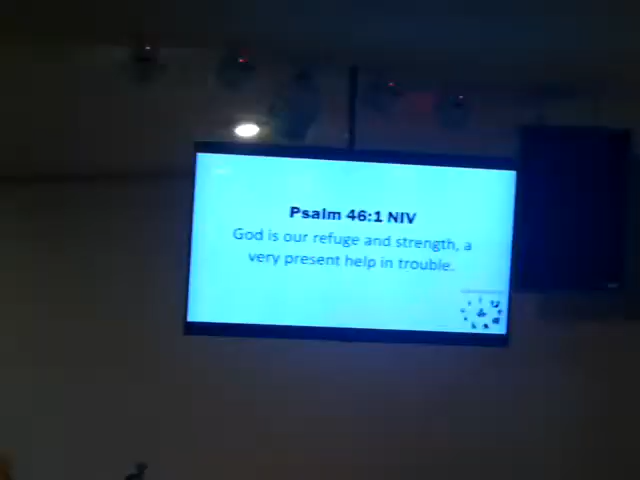 Psalm 46:1 NIV
God is our refuge and strength, a
very present help in trouble.